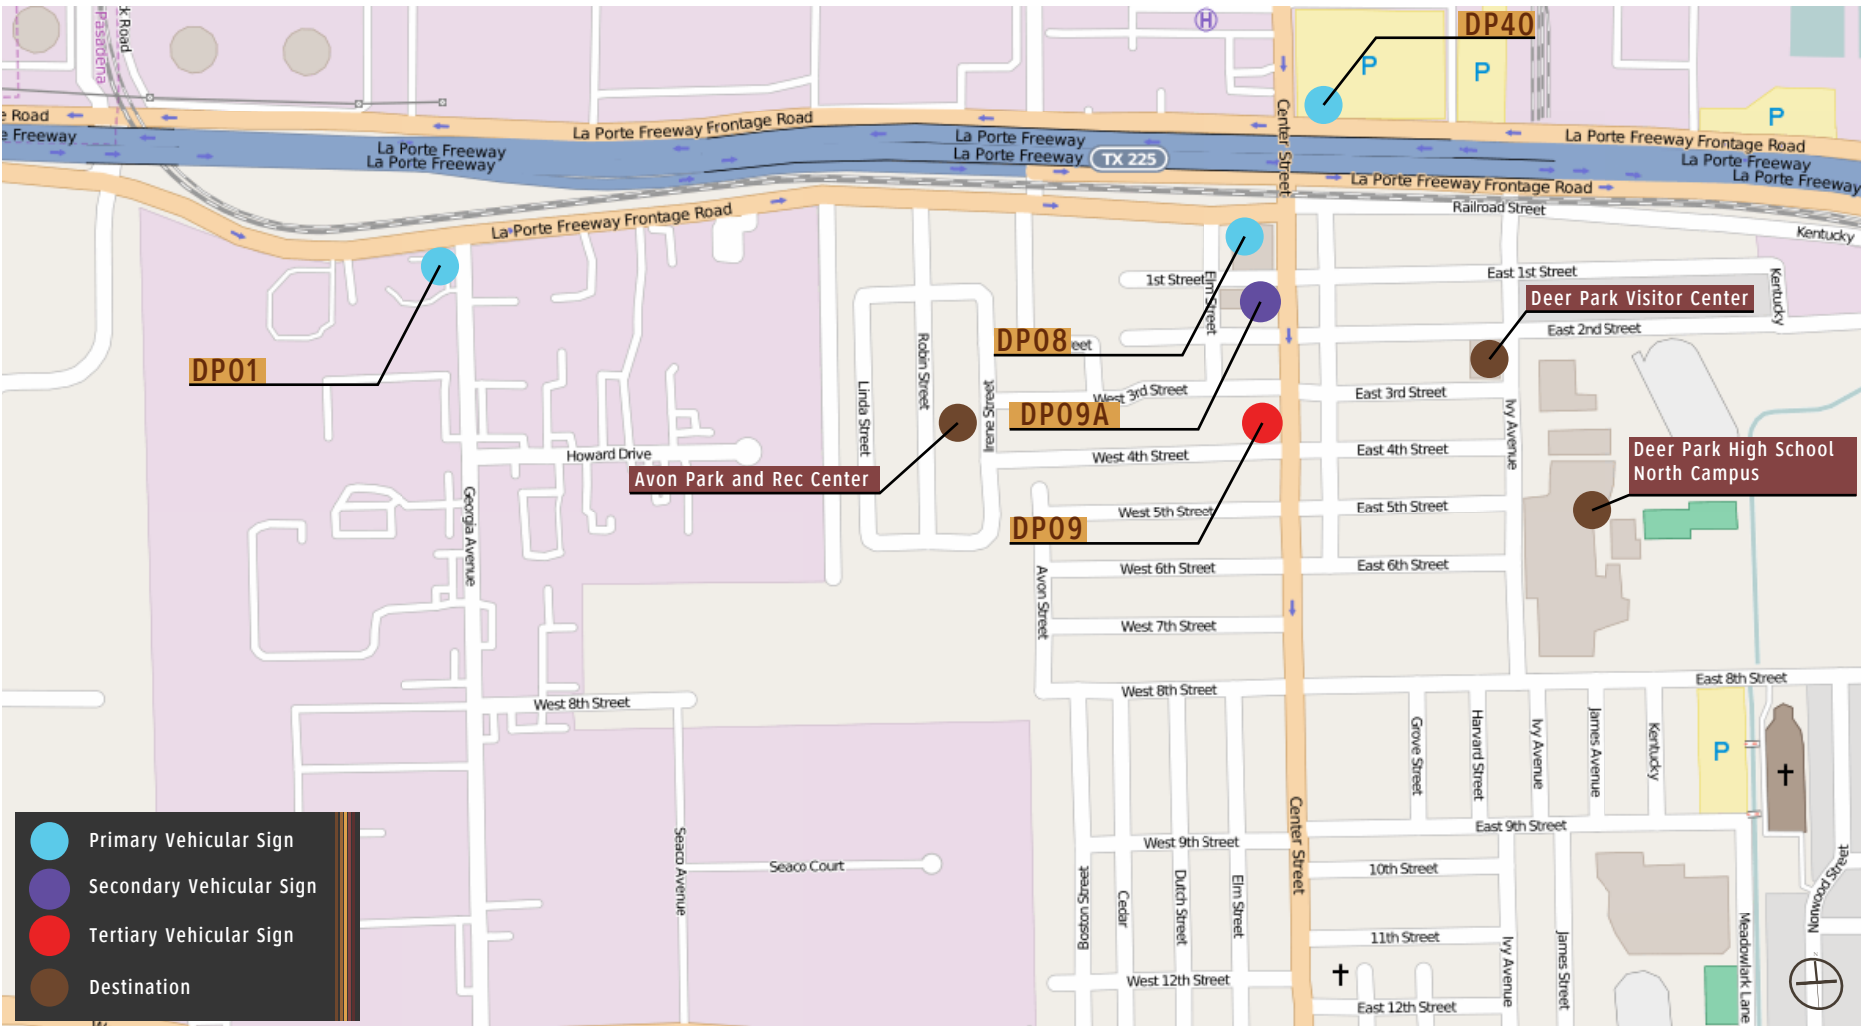 DP40
Pasadena
k Road
H
P
P
P
e Road
e Freeway
La Porte Freeway Frontage Road
La Porte Freeway
La Porte Freeway
La Porte Freeway
La Porte Freeway
TX 225
Center Street
La Porte Freeway Frontage Road
La Porte Freeway
La Porte Freeway
La Porte Freeway Frontage Road
La Porte Freeway Frontage Road
Railroad Street
Kentucky
1st Street
Elm Street
East 1st Street
Kentucky
Deer Park Visitor Center
East 2nd Street
DP01
DP08
eet
Robin Street
Linda Street
Irene Street
West 3rd Street
East 3rd Street
DP09A
Ivy Avenue
Howard Drive
West 4th Street
East 4th Street
Deer Park High School
North Campus
Avon Park and Rec Center
Georgia Avenue
West 5th Street
East 5th Street
DP09
Avon Street
West 6th Street
East 6th Street
West 7th Street
West 8th Street
East 8th Street
West 8th Street
Grove Street
Harvard Street
Ivy Avenue
James Avenue
Kentucky
P
Center Street
East 9th Street
West 9th Street
Seaco Avenue
Seaco Court
10th Street
Boston Street
Cedar
Dutch Street
Elm Street
Norwood Street
11th Street
Ivy Avenue
James Street
Meadowlark Lane
West 12th Street
East 12th Street
Primary Vehicular Sign
Secondary Vehicular Sign
Tertiary Vehicular Sign
Destination